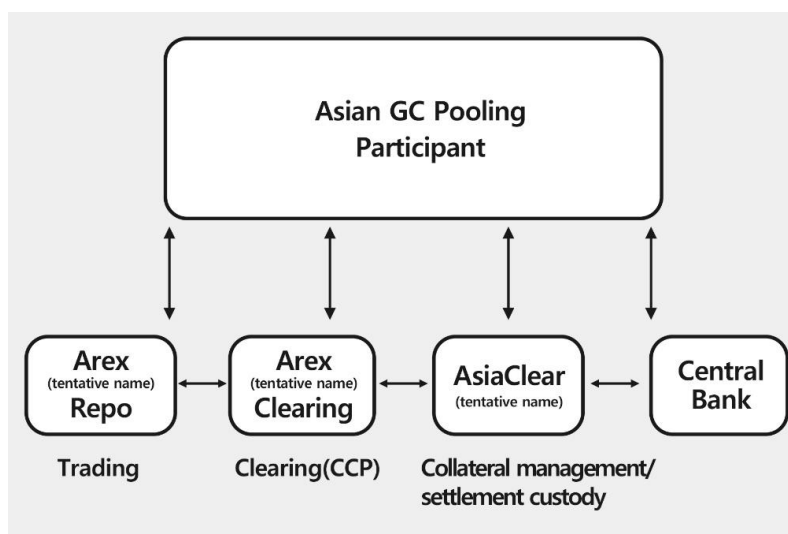 Asian GC Pooling
Participant
Arex
(tentative name)
Repo
Arex
(tentative name)
Clearing
AsiaClear
(tentative name)
Central
Bank
Trading
Clearing(CCP)
Collateral management/
settlement custody